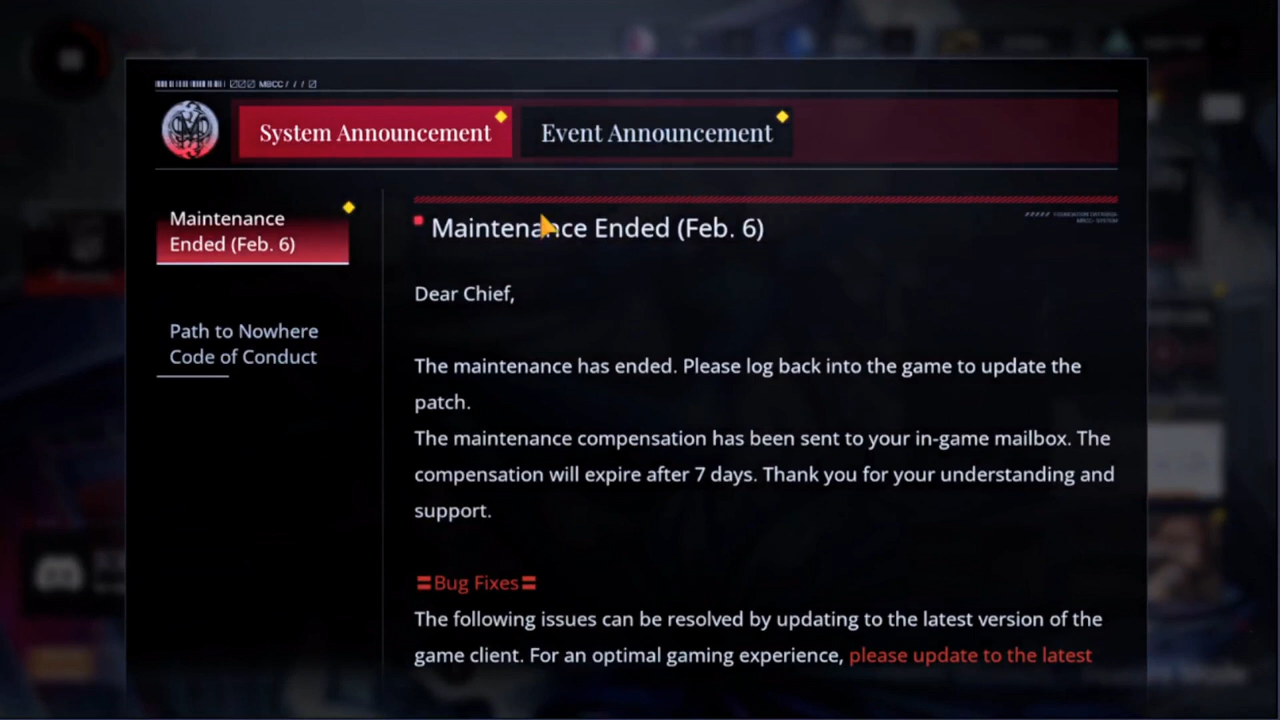 MBCC / / /
System Announcement
Event Announcement
Maintenance
Ended (Feb. 6)
Path to Nowhere
Code of Conduct
Maintenance Ended (Feb. 6)
Dear Chief,
The maintenance has ended. Please log back into the game to update the
patch.
The maintenance compensation has been sent to your in-game mailbox. The
compensation will expire after 7 days. Thank you for your understanding and
support.
〓Bug Fixes〓
The following issues can be resolved by updating to the latest version of the
game client. For an optimal gaming experience, please update to the latest